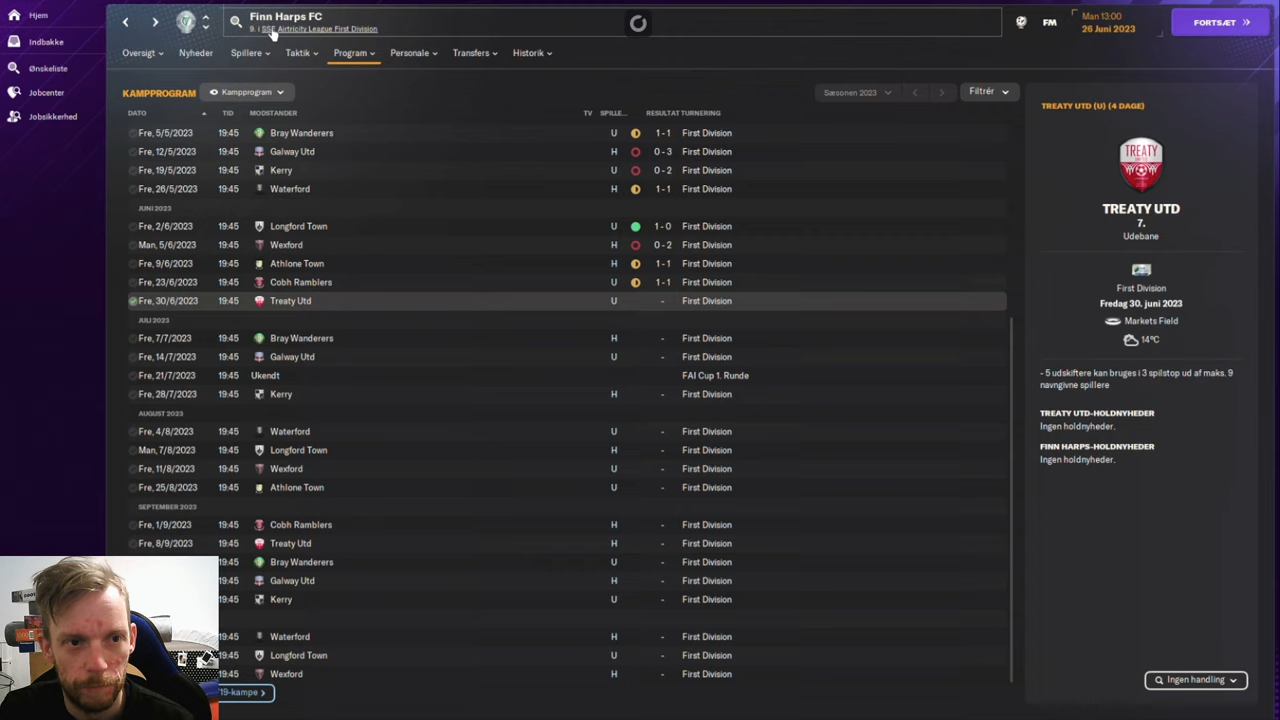 Hjem
Indbakke
Ønskeliste
Jobcenter
Jobsikkerhed
Finn Harps FC
9. i SSE Airtricity League First Division
FM
Man 13:00
26 Juni 2023
FORTSÆT
Oversigt
Nyheder
Spillere
Taktik
Program
Personale
Transfers
Historik
KAMPPROGRAM
Kampprogram
Sæsonen 2023
Filtrér
DATO TID MODSTANDER TV SPILLE... RESULTAT TURNERING
Fre, 5/5/2023 19:45 Bray Wanderers U 1-1 First Division
Fre, 12/5/2023 19:45 Galway Utd H 0-3 First Division
Fre, 19/5/2023 19:45 Kerry U 0-2 First Division
Fre, 26/5/2023 19:45 Waterford H 1-1 First Division
JUNI 2023
Fre, 2/6/2023 19:45 Longford Town U 1-0 First Division
Man, 5/6/2023 19:45 Wexford H 0-2 First Division
Fre, 9/6/2023 19:45 Athlone Town H 1-1 First Division
Fre, 23/6/2023 19:45 Cobh Ramblers U 1-1 First Division
Fre, 30/6/2023 19:45 Treaty Utd U - First Division
JULI 2023
Fre, 7/7/2023 19:45 Bray Wanderers H - First Division
Fre, 14/7/2023 19:45 Galway Utd U - First Division
Fre, 21/7/2023 19:45 Ukendt FAI Cup 1. Runde
Fre, 28/7/2023 19:45 Kerry H - First Division
AUGUST 2023
Fre, 4/8/2023 19:45 Waterford U - First Division
Man, 7/8/2023 19:45 Longford Town H - First Division
Fre, 11/8/2023 19:45 Wexford U - First Division
Fre, 25/8/2023 19:45 Athlone Town U - First Division
SEPTEMBER 2023
Fre, 1/9/2023 19:45 Cobh Ramblers H - First Division
Fre, 8/9/2023 19:45 Treaty Utd H - First Division
19:45 Bray Wanderers U - First Division
19:45 Galway Utd H - First Division
19:45 Kerry U - First Division
19:45 Waterford H - First Division
19:45 Longford Town U - First Division
19:45 Wexford H - First Division
19-kampe
TREATY UTD (U) (4 DAGE)
TREATY
UNITED
TREATY UTD
7.
Udebane
First Division
Fredag 30. juni 2023
Markets Field
14ºC
- 5 udskiftere kan bruges i 3 spilstop ud af maks. 9
navngivne spillere
TREATY UTD-HOLDNYHEDER
Ingen holdnyheder.
FINN HARPS-HOLDNYHEDER
Ingen holdnyheder.
Ingen handling